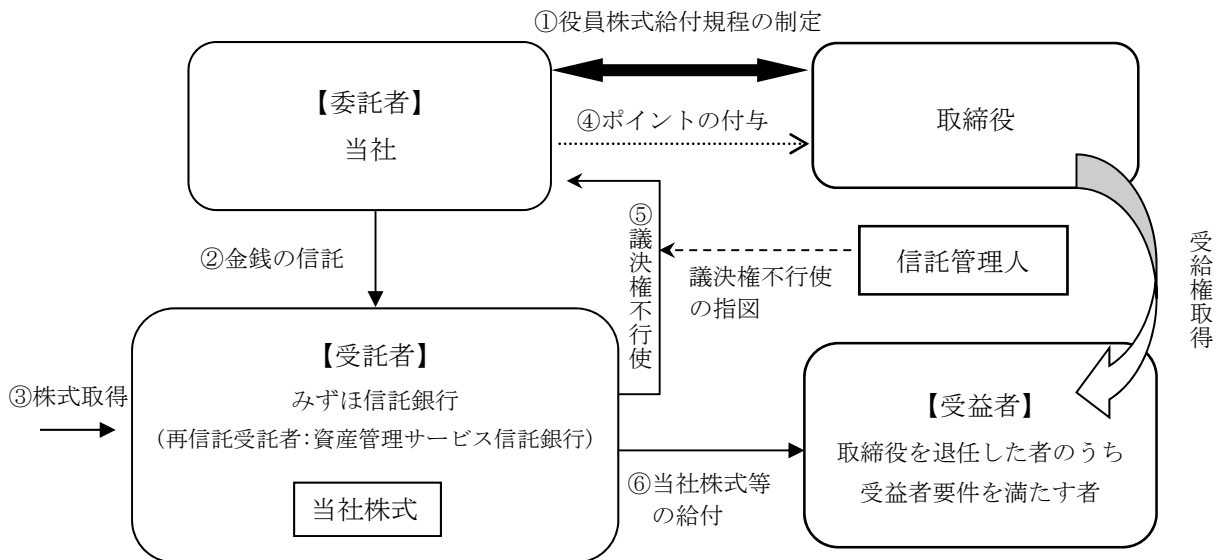 ①役員株式給付規程の制定
【委託者】
当社
④ポイントの付与
取締役
②金銭の信託
⑤議決権不行使
議決権不行使
の指図
信託管理人
受給権取得
③株式取得
【受託者】
みずほ信託銀行
(再信託受託者:資産管理サービス信託銀行)
当社株式
⑥当社株式等
の給付
【受益者】
取締役を退任した者のうち
受益者要件を満たす者